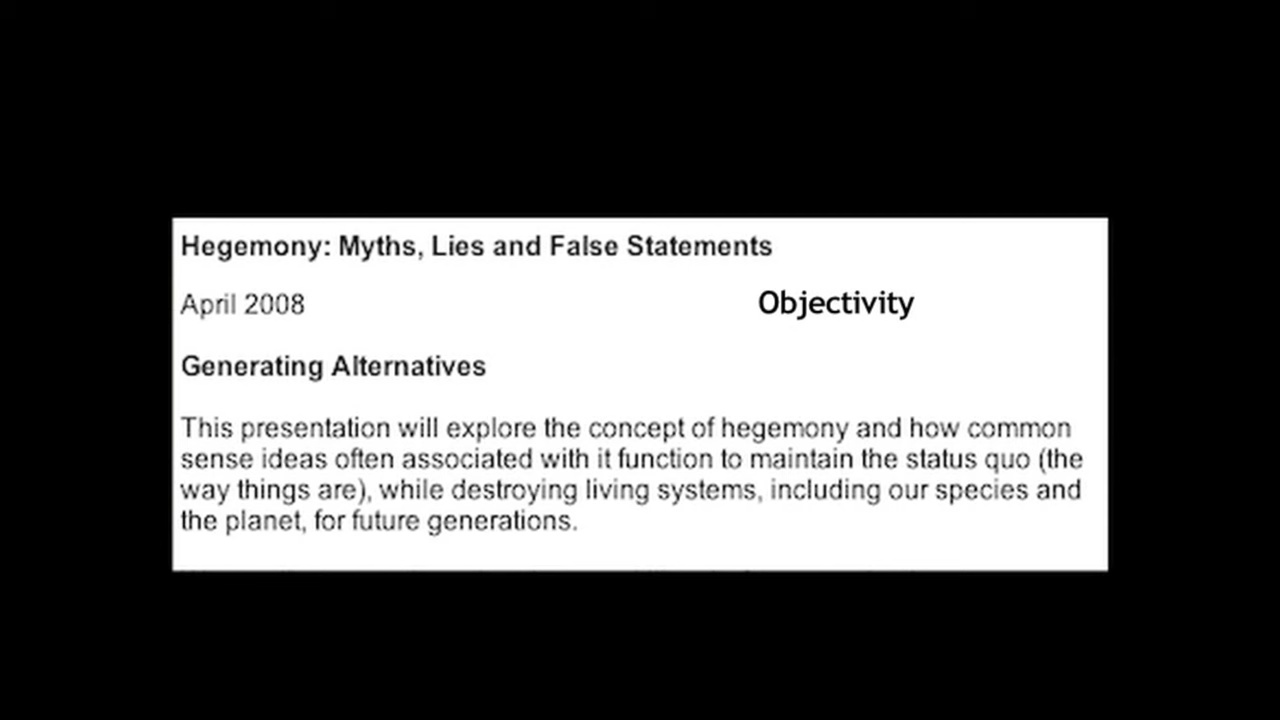 Hegemony: Myths, Lies and False Statements
April 2008
Objectivity
Generating Alternatives
This presentation will explore the concept of hegemony and how common
sense ideas often associated with it function to maintain the status quo (the
way things are), while destroying living systems, including our species and
the planet, for future generations.